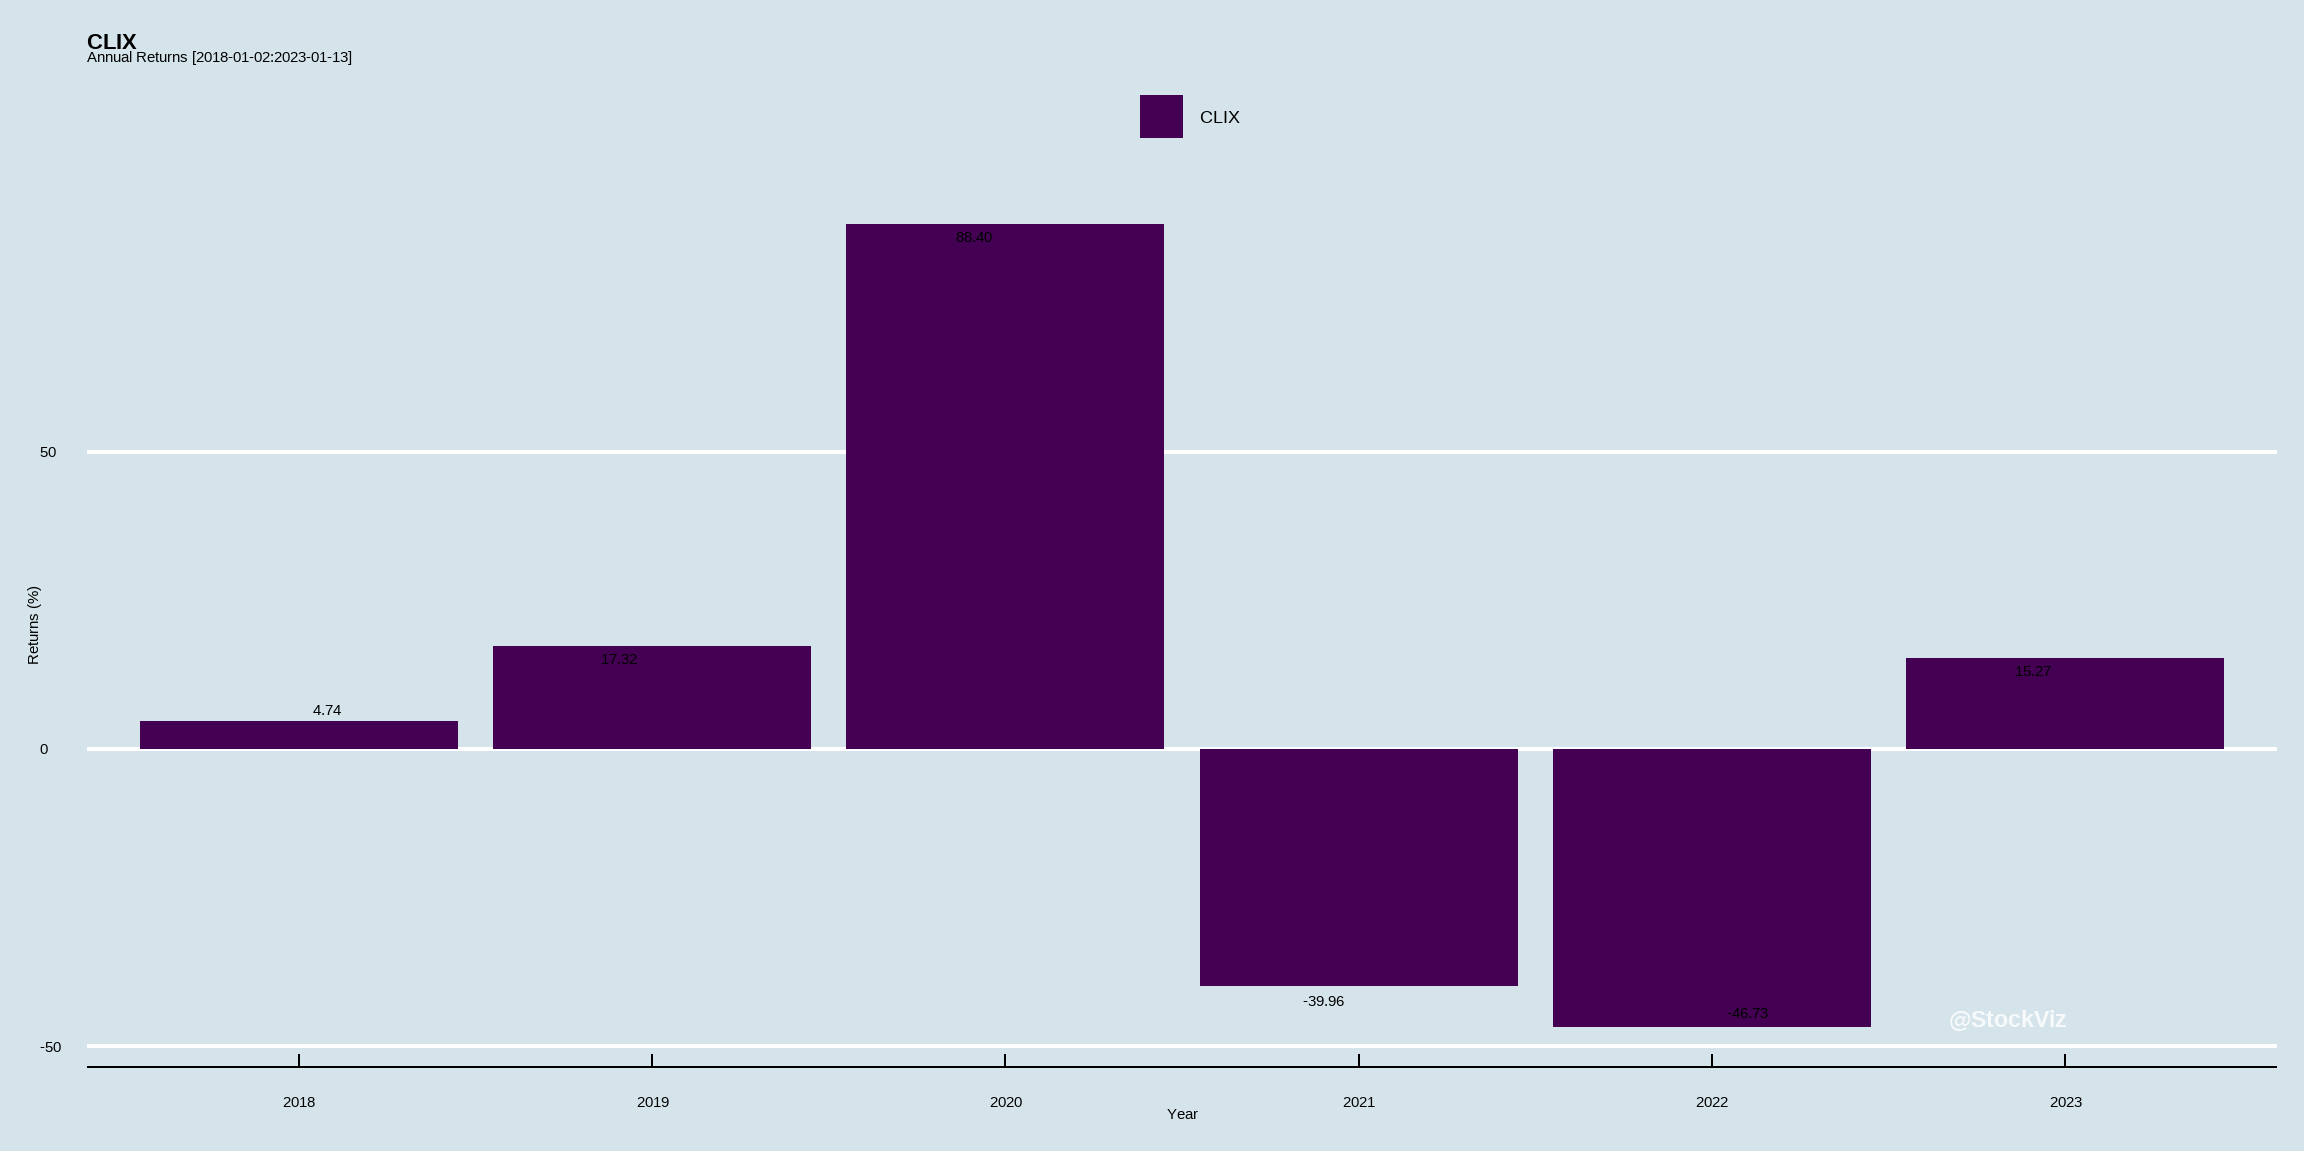 CLIX
Annual Returns [2018-01-02:2023-01-13]
CLIX
88.40
50
Returns (%)
17.32
15.27
4.74
0
-39.96
-46.73
@StockViz
-50
2018 2019 2020 2021 2022 2023
Year